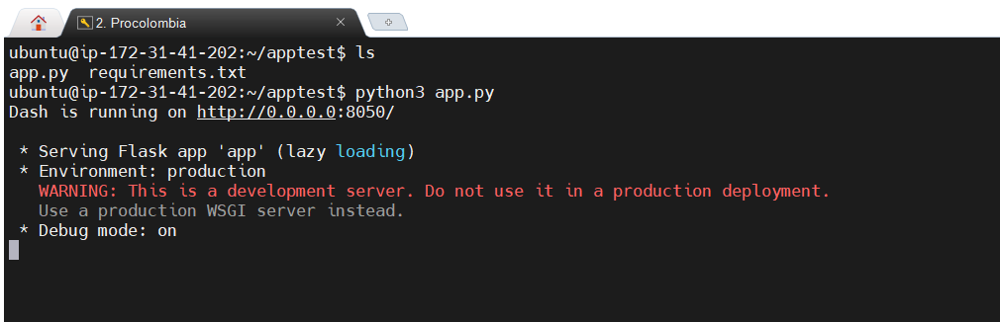 2. Procolombia
ubuntu@ip-172-31-41-202:~/apptest$ ls
app.py  requirements.txt
ubuntu@ip-172-31-41-202:~/apptest$ python3 app.py
Dash is running on http://0.0.0.0:8050/
 * Serving Flask app 'app' (lazy loading)
 * Environment: production
   WARNING: This is a development server. Do not use it in a production deployment.
   Use a production WSGI server instead.
 * Debug mode: on